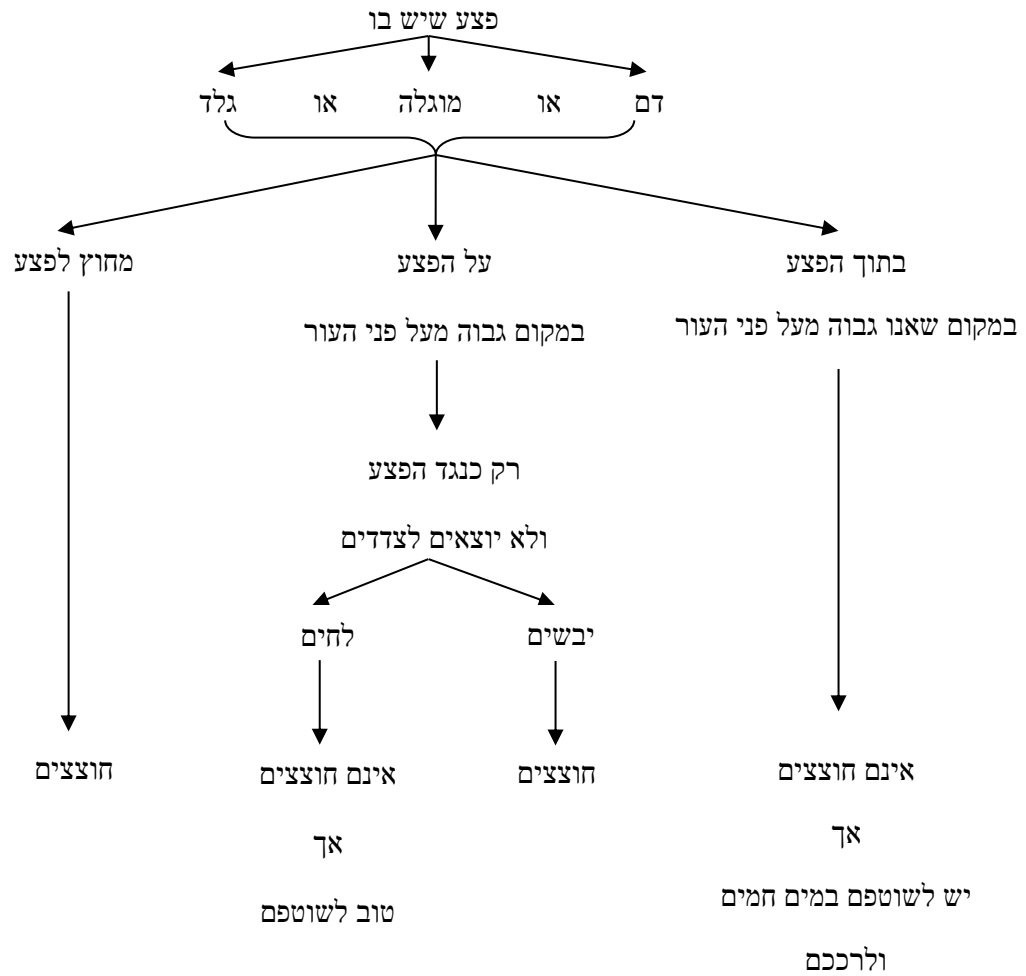 פצע שיש בו
דם או מוגלה או גלד
בתוך הפצע על הפצע מחוץ לפצע
במקום שאנו גבוה מעל פני העור במקום גבוה מעל פני העור
רק כנגד הפצע
ולא יוצאים לצדדים
יבשים לחים
אינם חוצצים חוצצים אינם חוצצים חוצצים
אך אך
יש לשוטפם במים חמים טוב לשוטפם
ולרככם